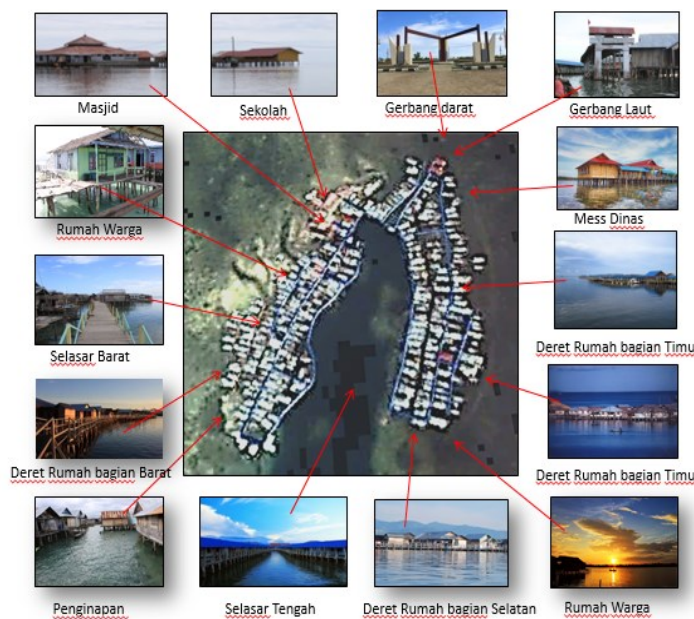 Masjid
Sekolah
Gerbang darat
Gerbang Laut
Rumah Warga
Mess Dinas
Selasar Barat
Deret Rumah bagian Timu
Deret Rumah bagian Barat
Deret Rumah bagian Timu
Penginapan
Selasar Tengah
Deret Rumah bagian Selatan
Rumah Warga